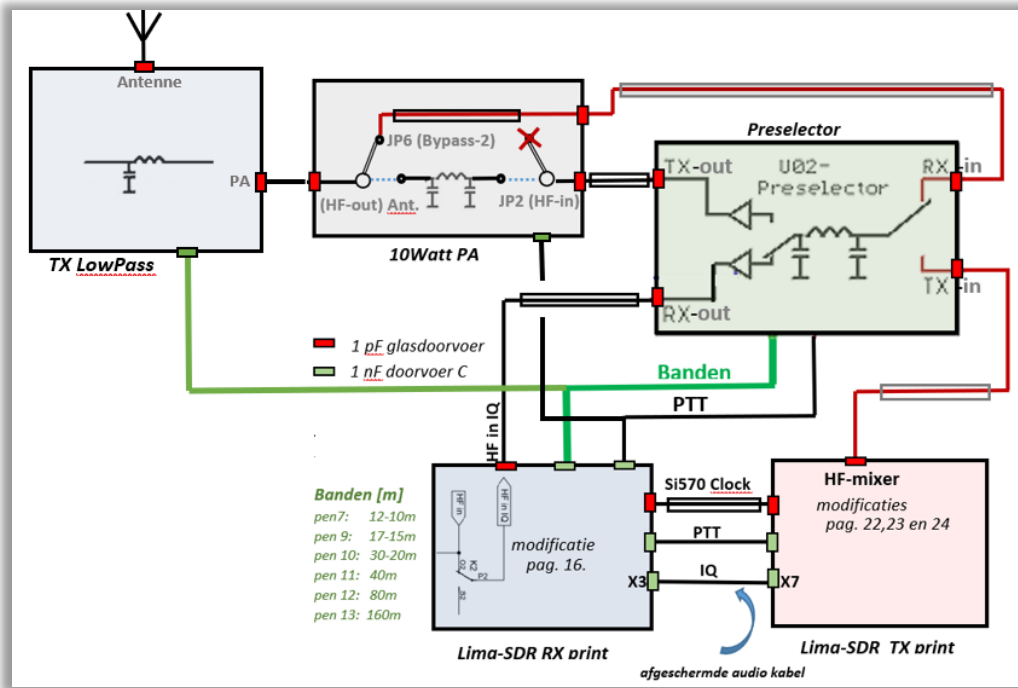 Antenne
PA
TX LowPass
JP6 (Bypass-2)
(HF-out) Ant.
JP2 (HF-in)
10Watt PA
Preselector
TX-out
U02-
Preselector
RX-in
TX-in
RX-out
1 pF glasdoorvoer
1 nF doorvoer C
Banden
PTT
HF in IQ
Banden [m]
pen7: 12-10m
pen 9: 17-15m
pen 10: 30-20m
pen 11: 40m
pen 12: 80m
pen 13: 160m
HF in
HF in IQ
K2
P2
modificatie
pag. 16.
X3
Lima-SDR RX print
Si570 Clock
PTT
IQ
HF-mixer
modificaties
pag. 22,23 en 24
X7
Lima-SDR TX print
afgeschermde audio kabel